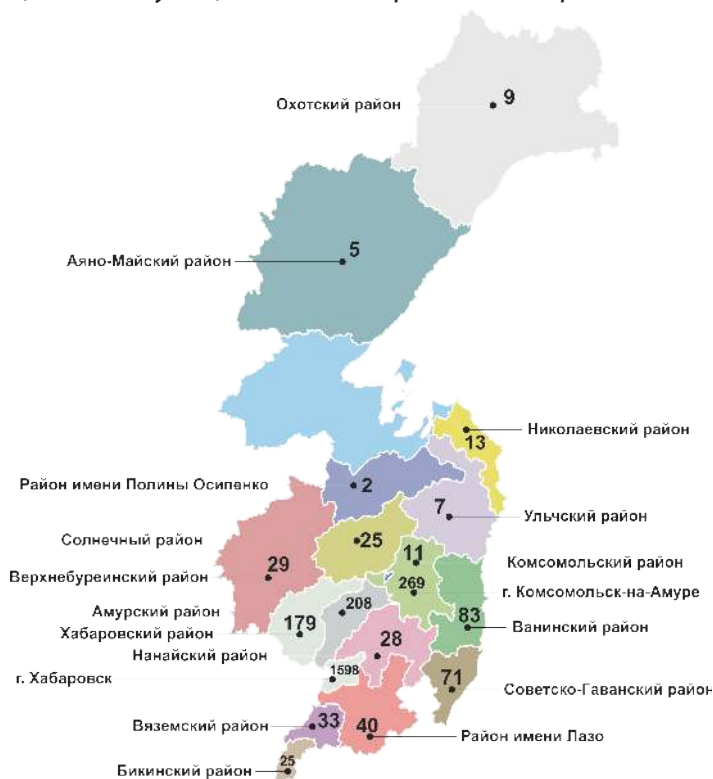 Охотский район
9
Аяно-Майский район
5
Николаевский район
13
Район имени Полины Осипенко
2
Ульчский район
7
Солнечный район
25
Комсомольский район
11
Верхнебуреинский район
29
г. Комсомольск-на-Амуре
269
Амурский район
208
Хабаровский район
179
Ванинский район
83
Нанайский район
28
г. Хабаровск
1598
Советско-Гаванский район
71
Вяземский район
33
Район имени Лазо
40
Бикинский район
25